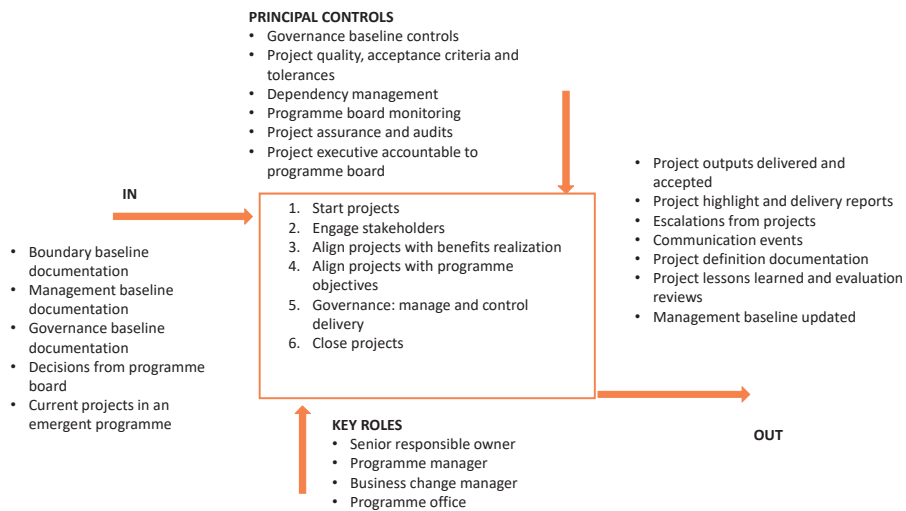 PRINCIPAL CONTROLS
• Governance baseline controls
• Project quality, acceptance criteria and
tolerances
• Dependency management
• Programme board monitoring
• Project assurance and audits
• Project executive accountable to
programme board
IN
• Boundary baseline
documentation
• Management baseline
documentation
• Governance baseline
documentation
• Decisions from programme
board
• Current projects in an
emergent programme
1. Start projects
2. Engage stakeholders
3. Align projects with benefits realization
4. Align projects with programme
objectives
5. Governance: manage and control
delivery
6. Close projects
• Project outputs delivered and
accepted
• Project highlight and delivery reports
• Escalations from projects
• Communication events
• Project definition documentation
• Project lessons learned and evaluation
reviews
• Management baseline updated
OUT
KEY ROLES
• Senior responsible owner
• Programme manager
• Business change manager
• Programme office